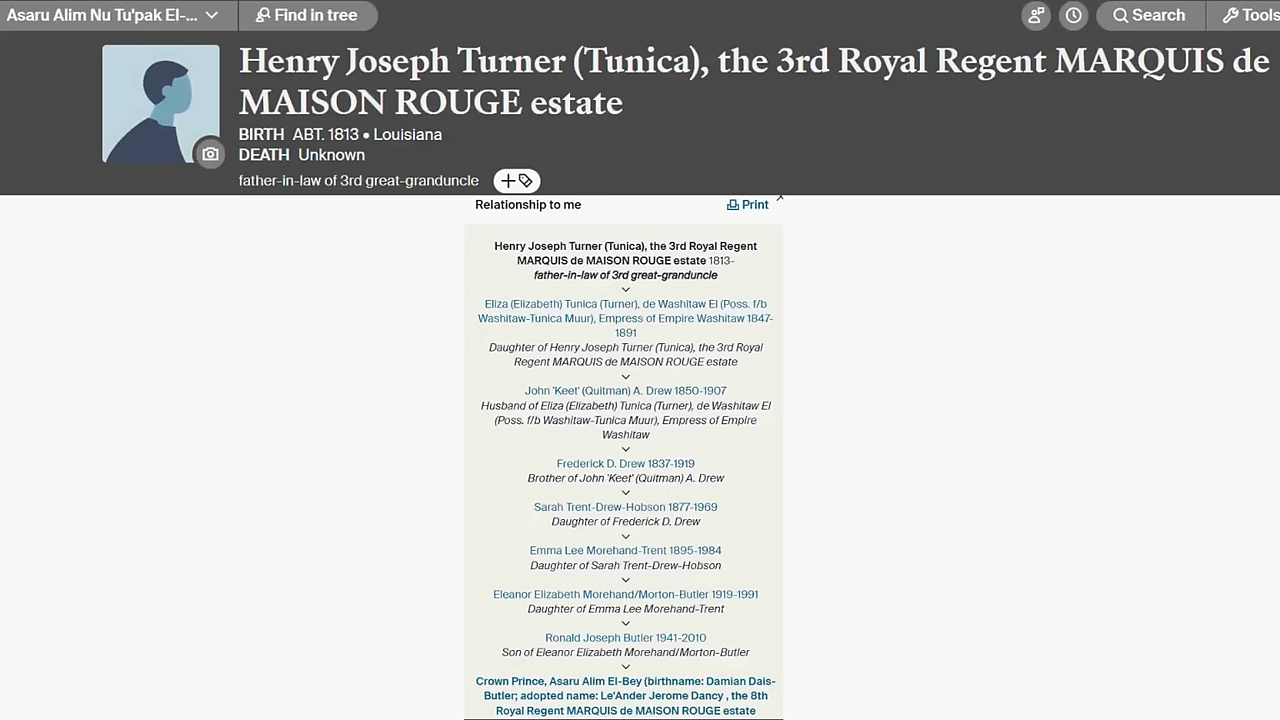 Asaru Alim Nu Tu'pak El-...
Find in tree
Search
Tools
Henry Joseph Turner (Tunica), the 3rd Royal Regent MARQUIS de
MAISON ROUGE estate
BIRTH ABT. 1813 • Louisiana
DEATH Unknown
father-in-law of 3rd great-granduncle
Relationship to me
Print
Henry Joseph Turner (Tunica), the 3rd Royal Regent
MARQUIS de MAISON ROUGE estate 1813-
father-in-law of 3rd great-granduncle
Eliza (Elizabeth) Tunica (Turner), de Washitaw El (Poss. f/b
Washitaw-Tunica Muur), Empress of Empire Washitaw 1847-
1891
Daughter of Henry Joseph Turner (Tunica), the 3rd Royal
Regent MARQUIS de MAISON ROUGE estate
John 'Keet' (Quitman) A. Drew 1850-1907
Husband of Eliza (Elizabeth) Tunica (Turner), de Washitaw El
(Poss. f/b Washitaw-Tunica Muur), Empress of Empire
Washitaw
Frederick D. Drew 1837-1919
Brother of John 'Keet' (Quitman) A. Drew
Sarah Trent-Drew-Hobson 1877-1969
Daughter of Frederick D. Drew
Emma Lee Morehand-Trent 1895-1984
Daughter of Sarah Trent-Drew-Hobson
Eleanor Elizabeth Morehand/Morton-Butler 1919-1991
Daughter of Emma Lee Morehand-Trent
Ronald Joseph Butler 1941-2010
Son of Eleanor Elizabeth Morehand/Morton-Butler
Crown Prince, Asaru Alim El-Bey (birthname: Damian Dais-
Butler; adopted name: Le'Ander Jerome Dancy , the 8th
Royal Regent MARQUIS de MAISON ROUGE estate